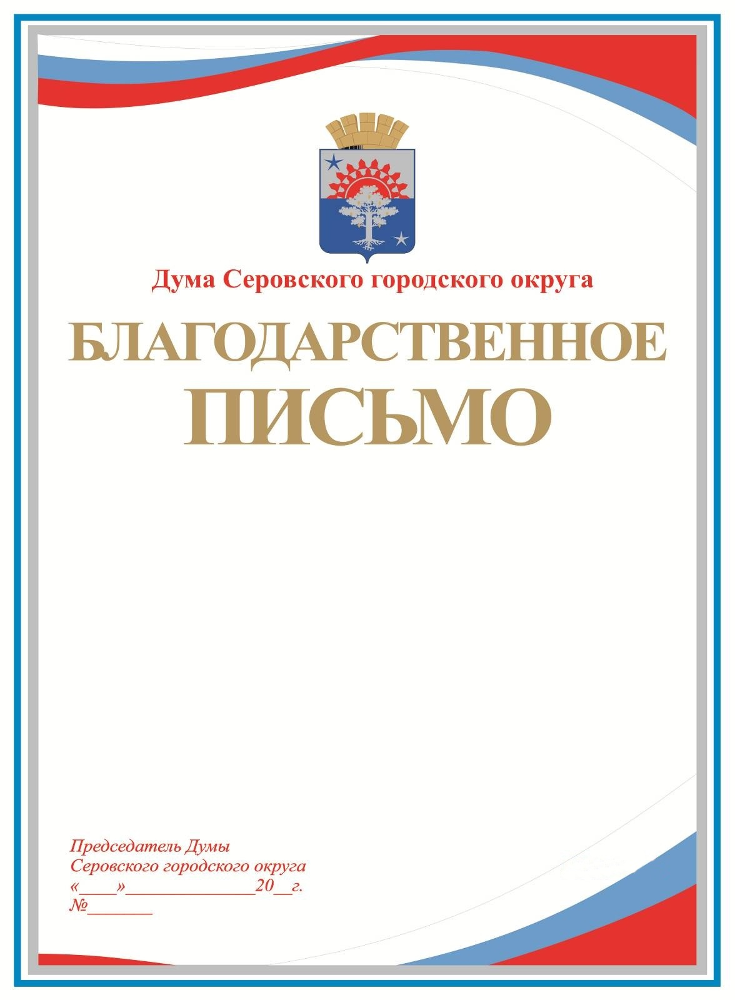 Дума Серовского городского округа
БЛАГОДАРСТВЕННОЕ
ПИСЬМО
Председатель Думы
Серовского городского округа
«____»______________20__г.
№_______